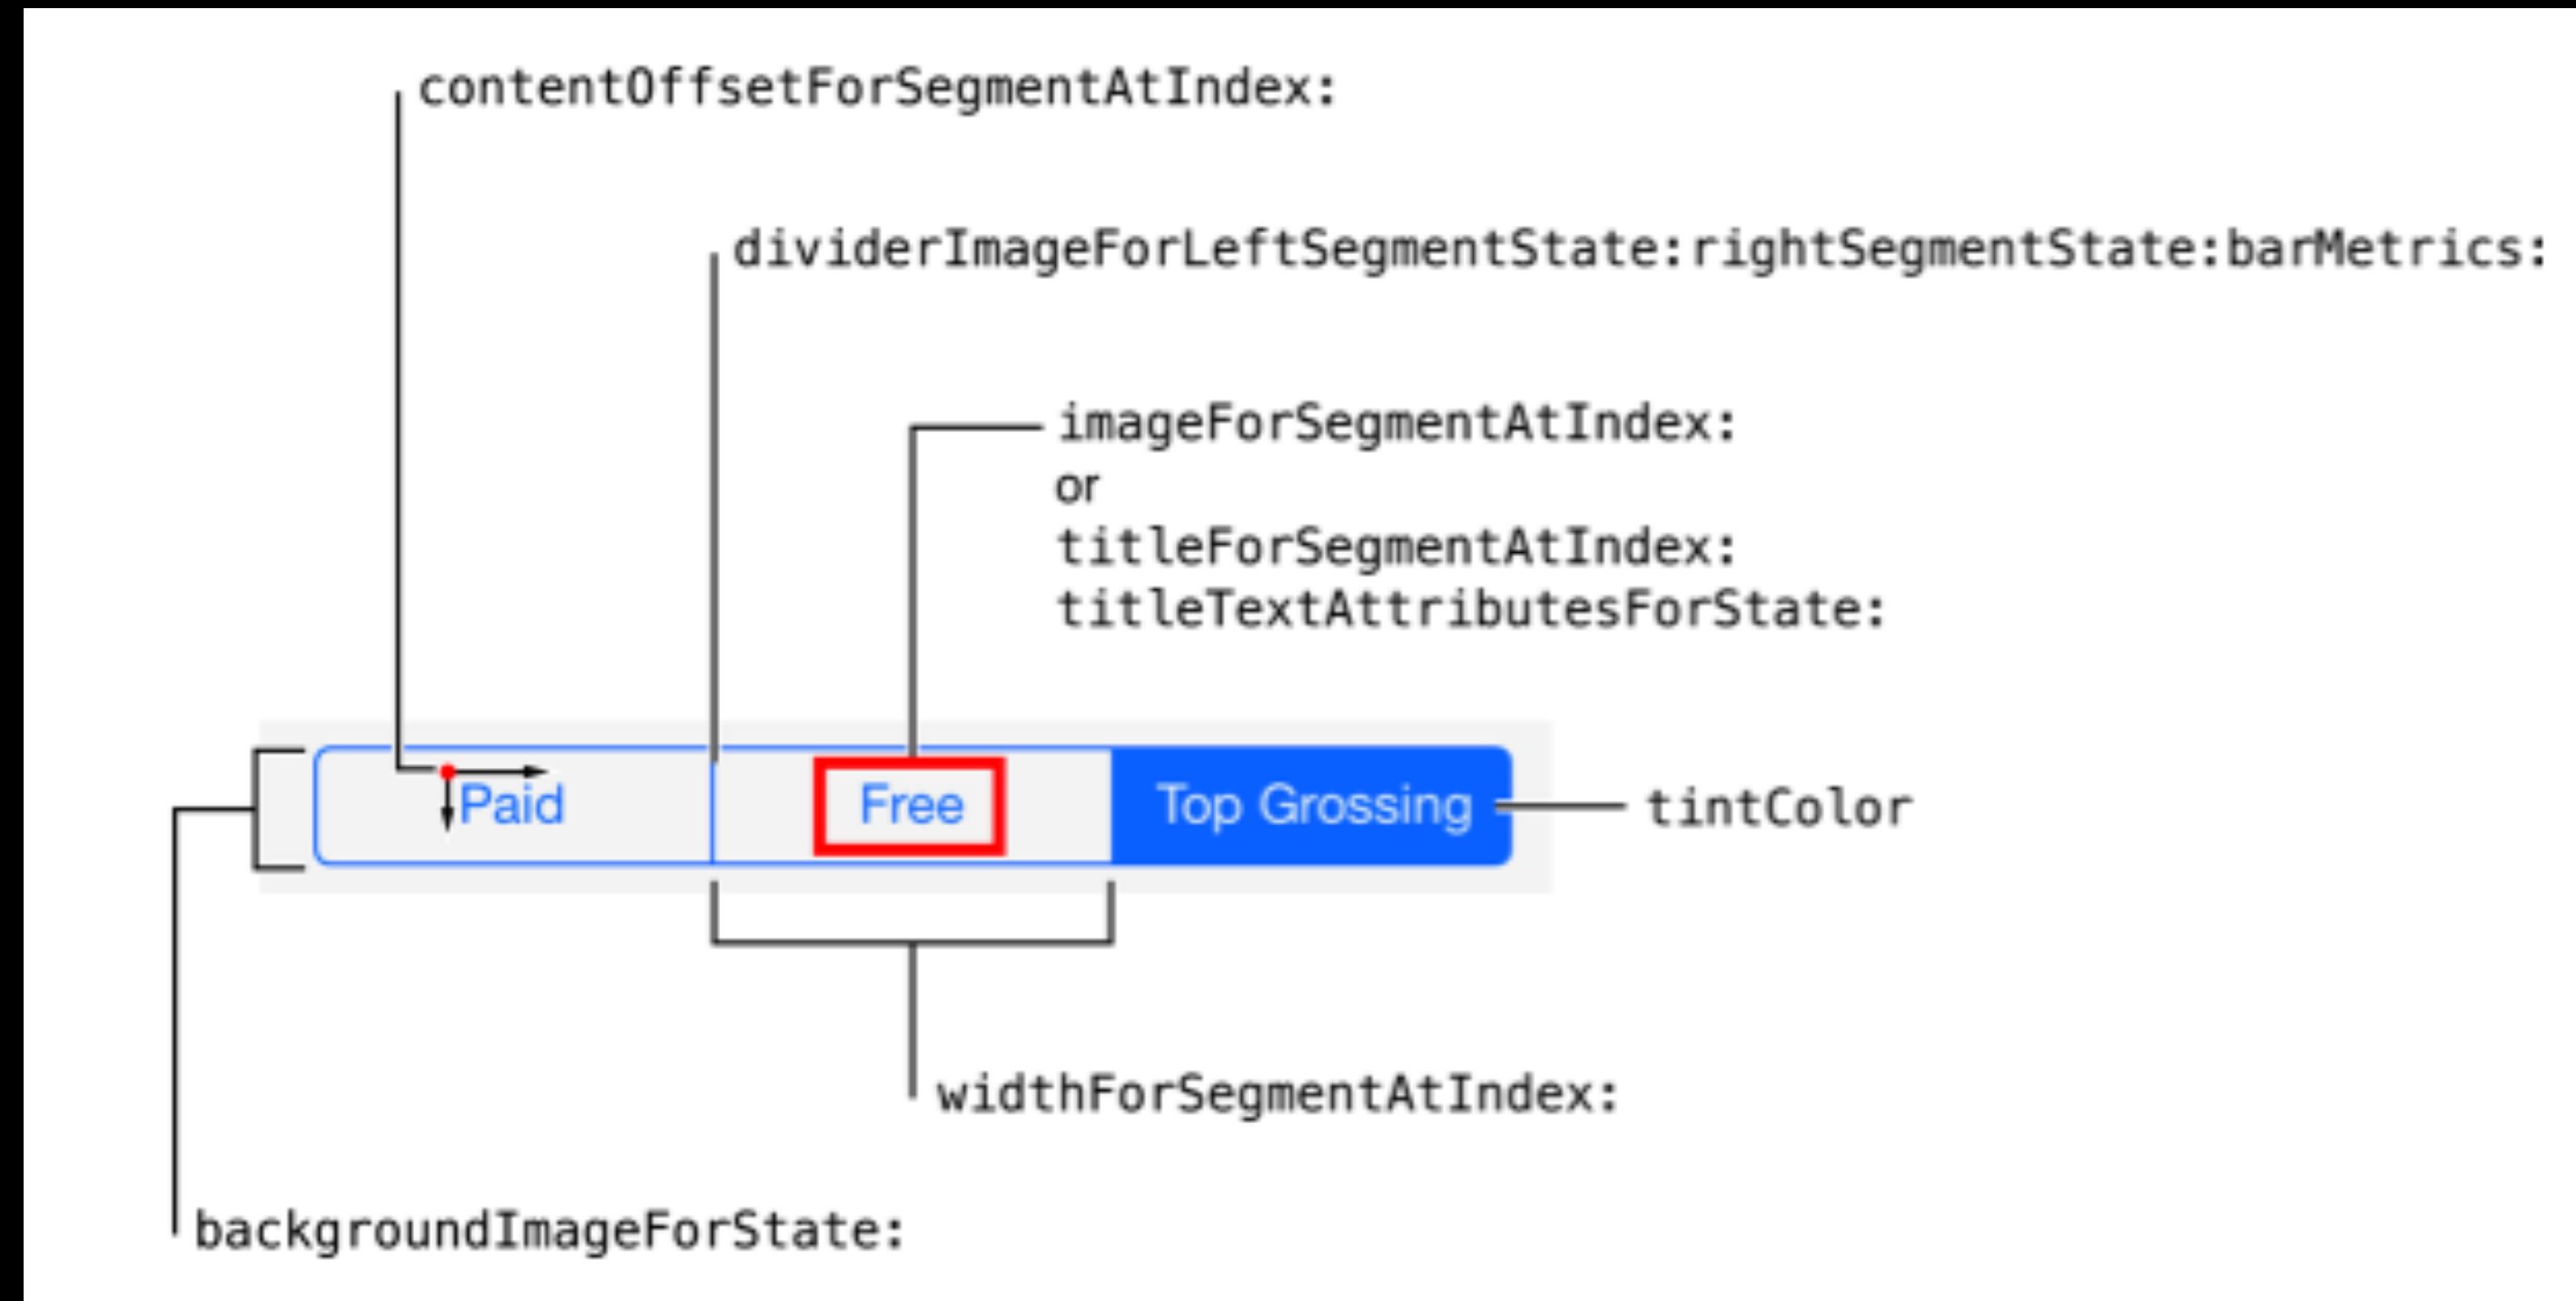 contentOffsetForSegmentAtIndex:
dividerImageForLeftSegmentState:rightSegmentState:barMetrics:
imageForSegmentAtIndex:
or
titleForSegmentAtIndex:
titleTextAttributesForState:
Paid
Free
Top Grossing
tintColor
widthForSegmentAtIndex:
backgroundImageForState: